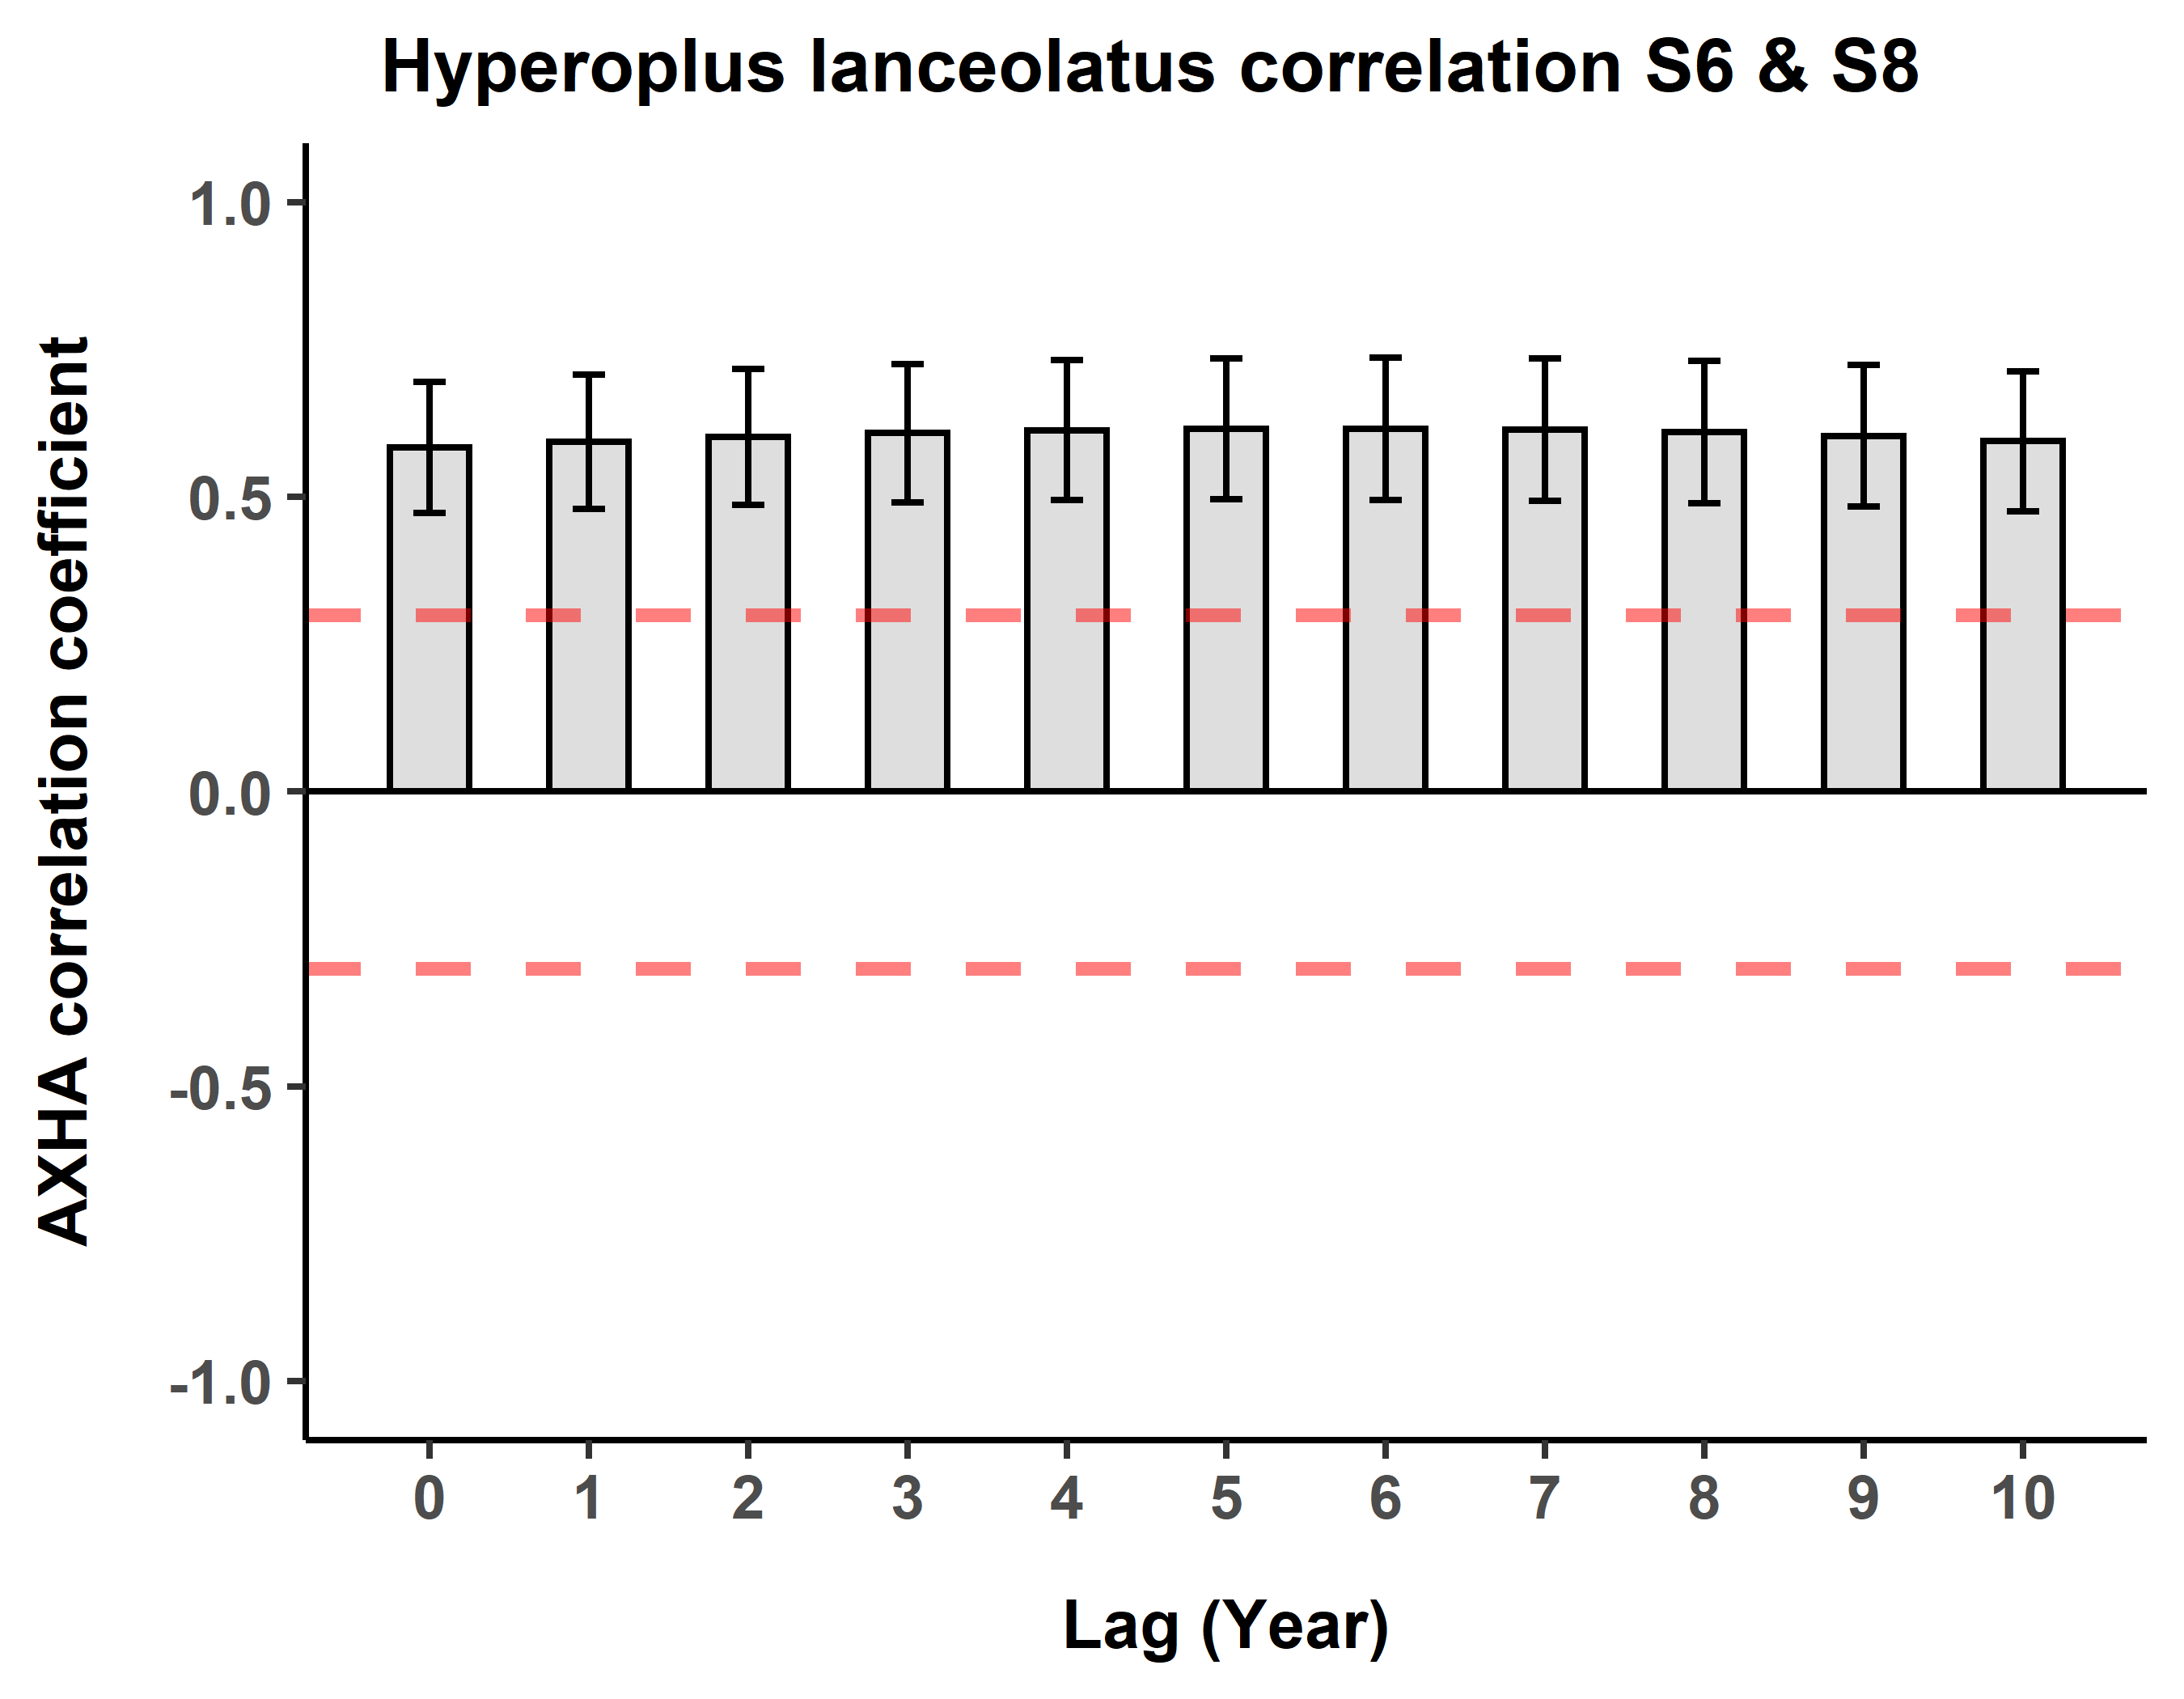 Hyperoplus lanceolatus correlation S6 & S8
AXHA correlation coefficient
1.0
0.5
0.0
-0.5
-1.0
0 1 2 3 4 5 6 7 8 9 10
Lag (Year)